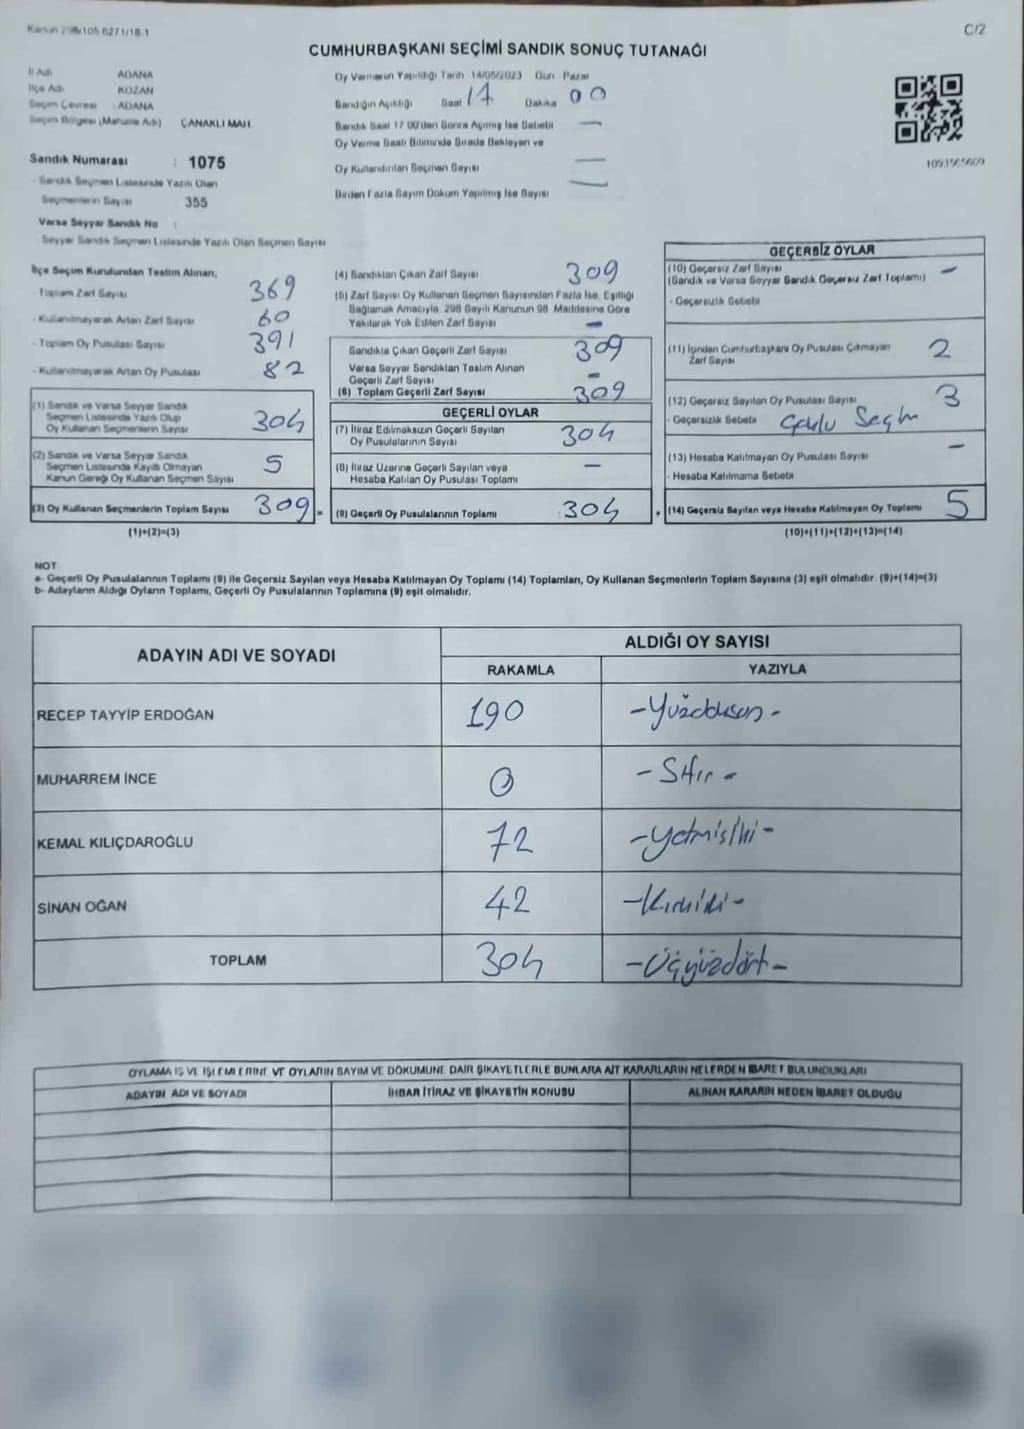 Kanun 298/105 6271/18.1
C/2
CUMHURBAŞKANI SEÇİMİ SANDIK SONUÇ TUTANAĞI
İl Adı ADANA
İlçe Adı KOZAN
Seçim Çevresi : ADANA
Seçim Bölgesi (Mahalle Adı) ÇANAKLI MAH.
Sandık Numarası : 1075
- Sandık Seçmen Listesinde Yazılı Olan
Seçmenlerin Sayısı 355
Varsa Seyyar Sandık No :
Seyyar Sandık Seçmen Listesinde Yazılı Olan Seçmen Sayısı
Oy Vermenin Yapıldığı Tarih 14/05/2023 Gün Pazar
Sandığın Açıldığı Saat 17 Dakika 00
Sandık Saat 17:00'den Sonra Açılmış İse Sebebi —
Oy Verme Saati Bitiminde Sırada Bekleyen ve
Oy Kullandırılan Seçmen Sayısı —
Birden Fazla Sayım Döküm Yapılmış İse Sayısı —
İlçe Seçim Kurulundan Teslim Alınan;
- Toplam Zarf Sayısı 369
- Kullanılmayarak Artan Zarf Sayısı 60
- Toplam Oy Pusulası Sayısı 391
- Kullanılmayarak Artan Oy Pusulası 82
(1) Sandık ve Varsa Seyyar Sandık
Seçmen Listesinde Yazılı Olup
Oy Kullanan Seçmenlerin Sayısı 304
(2) Sandık ve Varsa Seyyar Sandık
Seçmen Listesinde Kayıtlı Olmayan
Kanun Gereği Oy Kullanan Seçmen Sayısı 5
(3) Oy Kullanan Seçmenlerin Toplam Sayısı 309 =
(1)+(2)=(3)
(4) Sandıktan Çıkan Zarf Sayısı 309
(5) Zarf Sayısı Oy Kullanan Seçmen Sayısından Fazla İse, Eşitliği
Sağlamak Amacıyla, 298 Sayılı Kanunun 98. Maddesine Göre
Yakılarak Yok Edilen Zarf Sayısı —
Sandıkta Çıkan Geçerli Zarf Sayısı 309
Varsa Seyyar Sandıktan Teslim Alınan
Geçerli Zarf Sayısı —
(6) Toplam Geçerli Zarf Sayısı 309
GEÇERLİ OYLAR
(7) İtiraz Edilmeksizin Geçerli Sayılan
Oy Pusulalarının Sayısı 304
(8) İtiraz Üzerine Geçerli Sayılan veya
Hesaba Katılan Oy Pusulası Toplamı —
(9) Geçerli Oy Pusulalarının Toplamı : 304 +
GEÇERSİZ OYLAR
(10) Geçersiz Zarf Sayısı —
(Sandık ve Varsa Seyyar Sandık Geçersiz Zarf Toplamı)
- Geçersizlik Sebebi
(11) İçinden Cumhurbaşkanı Oy Pusulası Çıkmayan
Zarf Sayısı 2
(12) Geçersiz Sayılan Oy Pusulası Sayısı 3
- Geçersizlik Sebebi
(13) Hesaba Katılmayan Oy Pusulası Sayısı —
- Hesaba Katılmama Sebebi
(14) Geçersiz Sayılan veya Hesaba Katılmayan Oy Toplamı 5
(10)+(11)+(12)+(13)=(14)
NOT
a- Geçerli Oy Pusulalarının Toplamı (9) ile Geçersiz Sayılan veya Hesaba Katılmayan Oy Toplamı (14) Toplamları, Oy Kullanan Seçmenlerin Toplam Sayısına (3) eşit olmalıdır. (9)+(14)=(3)
b- Adayların Aldığı Oyların Toplamı, Geçerli Oy Pusulalarının Toplamına (9) eşit olmalıdır.
ADAYIN ADI VE SOYADI
ALDIĞI OY SAYISI
RAKAMLA YAZIYLA
RECEP TAYYİP ERDOĞAN 190 -Yüzdoksan-
MUHARREM İNCE 0 -Sıfır-
KEMAL KILIÇDAROĞLU 72 -Yetmişiki-
SİNAN OĞAN 42 -Kırkiki-
TOPLAM 304 -Üçyüzdört-
OYLAMA İŞ VE İŞLEMLERİNE VE OYLARIN SAYIM VE DÖKÜMÜNE DAİR ŞİKAYETLERLE BUNLARA AİT KARARLARIN NELERDEN İBARET BULUNDUKLARI
ADAYIN ADI VE SOYADI İHBAR İTİRAZ VE ŞİKAYETİN KONUSU ALINAN KARARIN NEDEN İBARET OLDUĞU